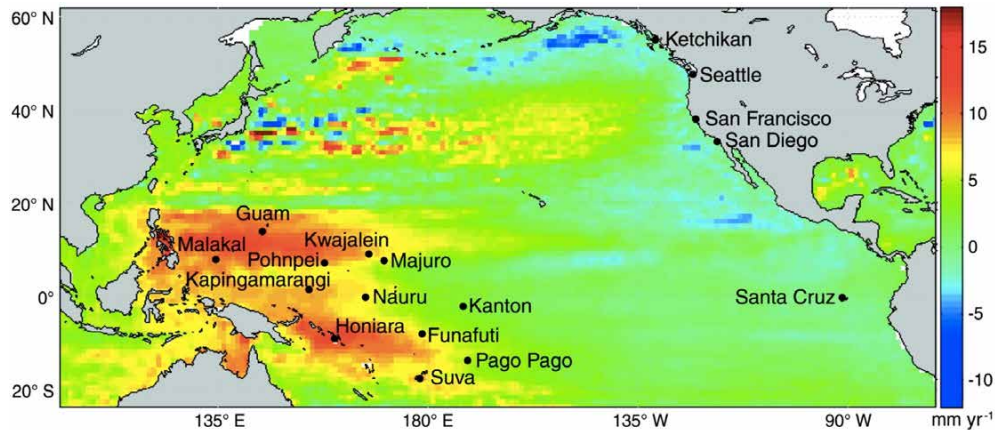 60° N
40° N
20° N
0°
20° S
135° E
180° W
135° W
90° W
Ketchikan
Seattle
San Francisco
San Diego
Guam
Malakal
Kwajalein
Pohnpei
Majuro
Kapingamarangi
Nauru
Kanton
Santa Cruz
Honiara
Funafuti
Pago Pago
Suva
15
10
5
0
-5
-10
mm yr⁻¹